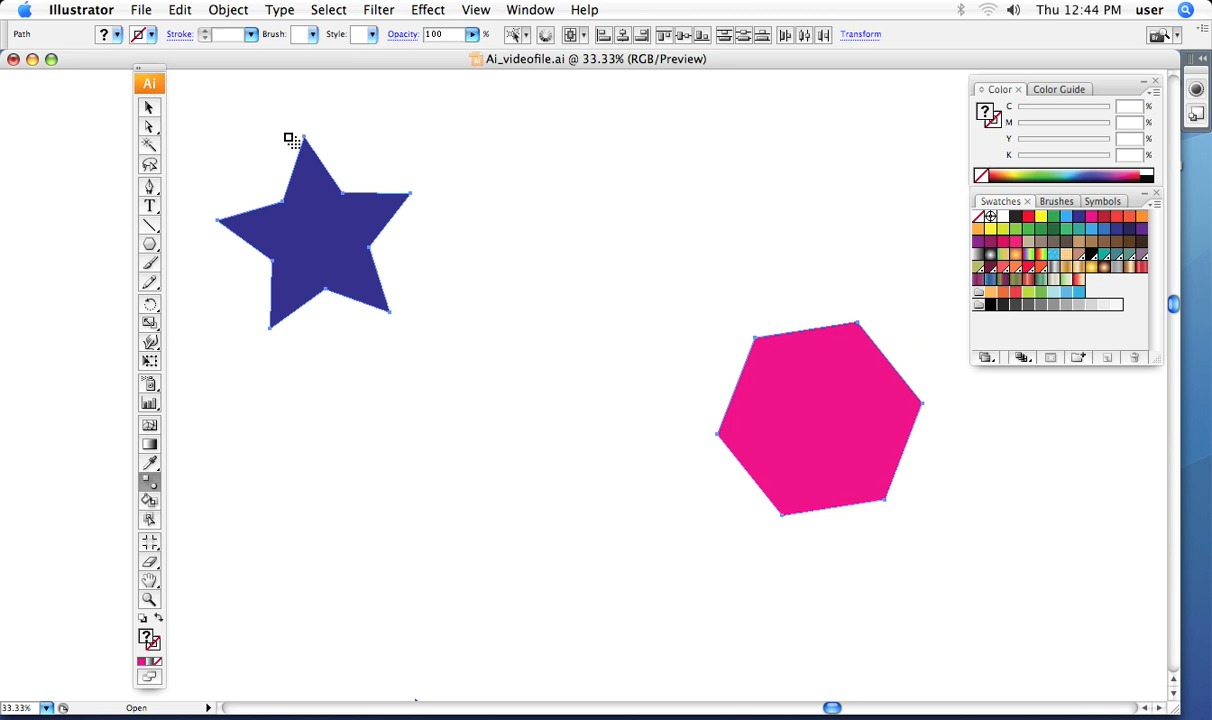 Illustrator File Edit Object Type Select Filter Effect View Window Help Thu 12:44 PM user
Path ? Stroke: Brush: Style: Opacity: 100 % Transform
Ai_videofile.ai @ 33.33% (RGB/Preview)
Ai
Color Color Guide
? C %
M %
Y %
K %
Swatches Brushes Symbols
T
?
33.33% Open